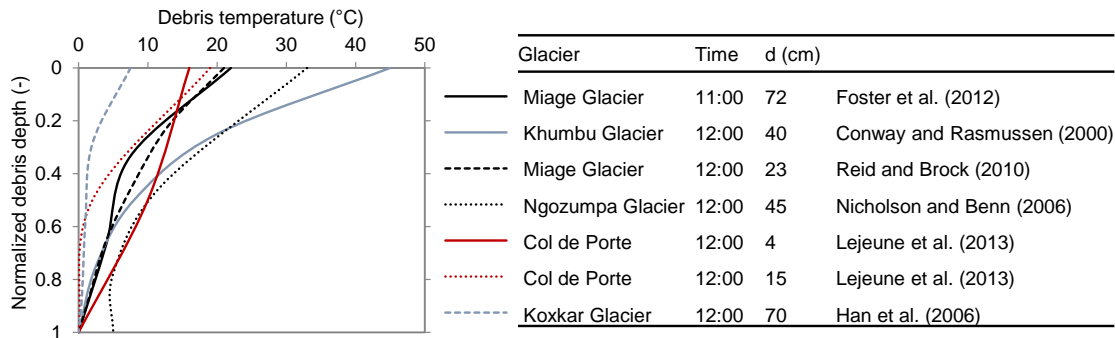 Debris temperature (°C)
0 10 20 30 40 50
Normalized debris depth (-)
0
0.2
0.4
0.6
0.8
1
Glacier Time d (cm)
Miage Glacier 11:00 72 Foster et al. (2012)
Khumbu Glacier 12:00 40 Conway and Rasmussen (2000)
Miage Glacier 12:00 23 Reid and Brock (2010)
Ngozumpa Glacier 12:00 45 Nicholson and Benn (2006)
Col de Porte 12:00 4 Lejeune et al. (2013)
Col de Porte 12:00 15 Lejeune et al. (2013)
Koxkar Glacier 12:00 70 Han et al. (2006)